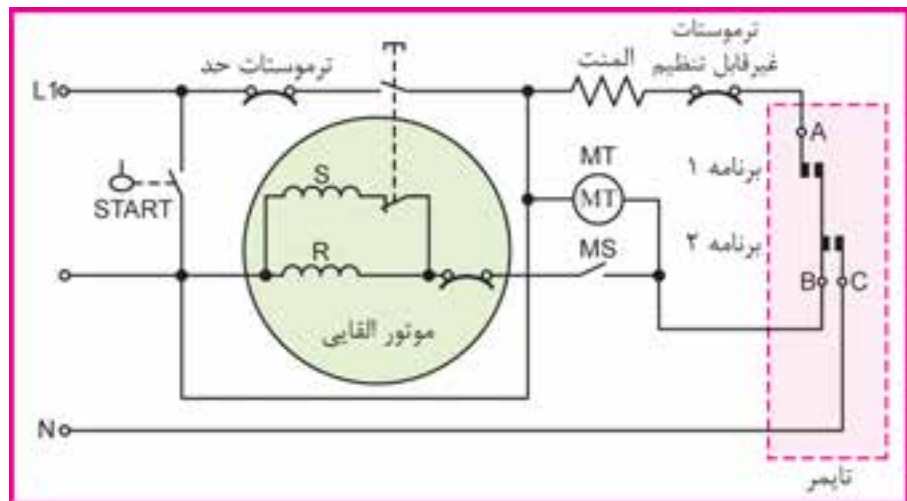 ترموستات
غیرقابل تنظیم
المنت
ترموستات حد
L1
A
MT
برنامه ۱
S
MT
START
برنامه ۲
MS
R
B
C
موتور القایی
N
تایمر